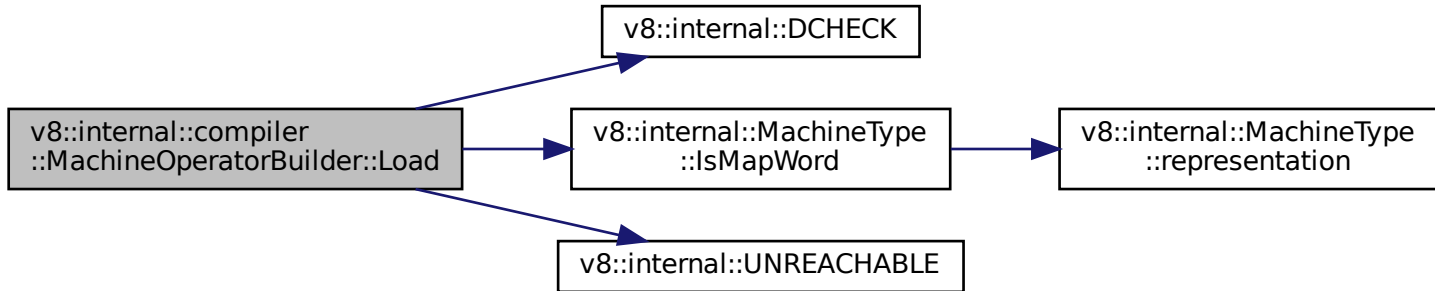 v8::internal::DCHECK
v8::internal::compiler
::MachineOperatorBuilder::Load
v8::internal::MachineType
::IsMapWord
v8::internal::MachineType
::representation
v8::internal::UNREACHABLE